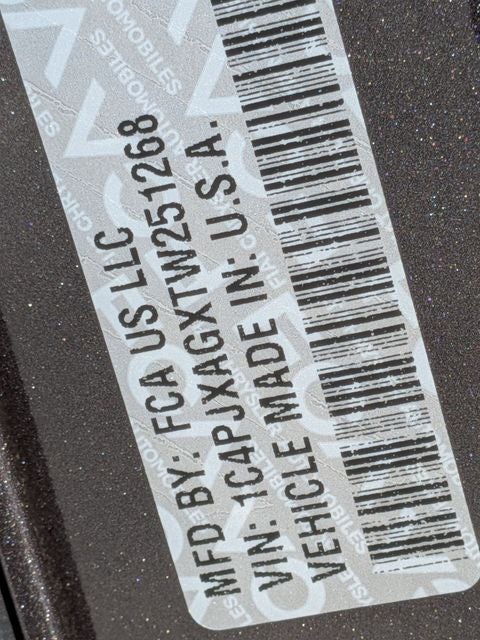 MFD BY: FCA US LLC
VIN: 1C4PJXAGXTW251268
VEHICLE MADE IN: U.S.A.